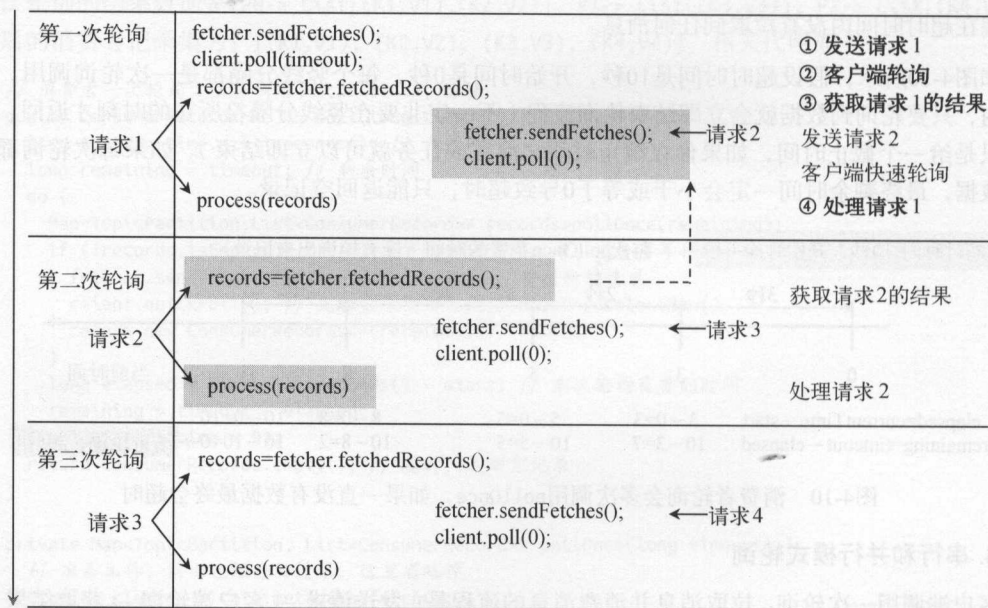 第一次轮询
fetcher.sendFetches();
client.poll(timeout);
records=fetcher.fetchedRecords();
请求1
fetcher.sendFetches();
client.poll(0);
请求2
process(records)
① 发送请求1
② 客户端轮询
③ 获取请求1的结果
发送请求2
客户端快速轮询
④ 处理请求1
第二次轮询
records=fetcher.fetchedRecords();
获取请求2的结果
请求2
fetcher.sendFetches();
client.poll(0);
请求3
process(records)
处理请求2
第三次轮询
records=fetcher.fetchedRecords();
请求3
fetcher.sendFetches();
client.poll(0);
请求4
process(records)